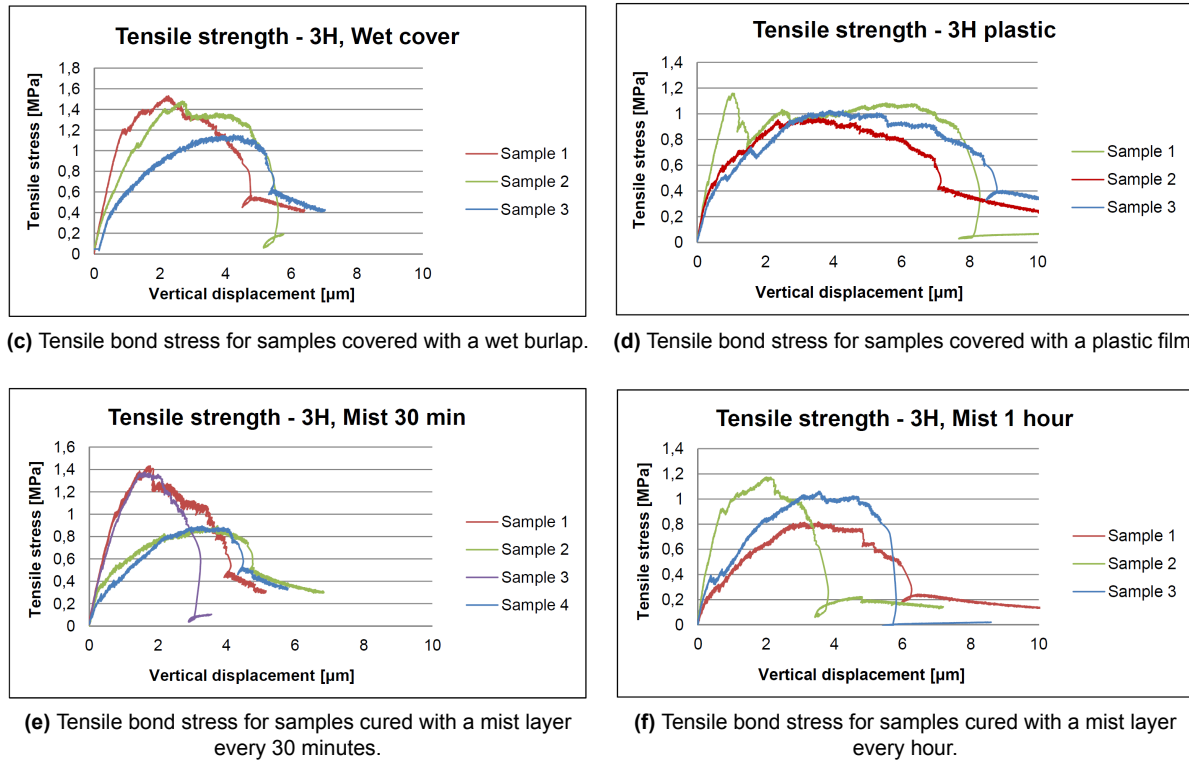 Tensile strength - 3H, Wet cover
Tensile stress [MPa]
1,8
1,6
1,4
1,2
1
0,8
0,6
0,4
0,2
0
0 2 4 6 8 10
Vertical displacement [µm]
Sample 1
Sample 2
Sample 3
(c) Tensile bond stress for samples covered with a wet burlap.
Tensile strength - 3H plastic
Tensile stress [MPa]
1,4
1,2
1
0,8
0,6
0,4
0,2
0
0 2 4 6 8 10
Vertical displacement [µm]
Sample 1
Sample 2
Sample 3
(d) Tensile bond stress for samples covered with a plastic film
Tensile strength - 3H, Mist 30 min
Tensile stress [MPa]
1,6
1,4
1,2
1
0,8
0,6
0,4
0,2
0
0 2 4 6 8 10
Vertical displacement [µm]
Sample 1
Sample 2
Sample 3
Sample 4
(e) Tensile bond stress for samples cured with a mist layer
every 30 minutes.
Tensile strength - 3H, Mist 1 hour
Tensile stress [MPa]
1,4
1,2
1
0,8
0,6
0,4
0,2
0
0 2 4 6 8 10
Vertical displacement [µm]
Sample 1
Sample 2
Sample 3
(f) Tensile bond stress for samples cured with a mist layer
every hour.